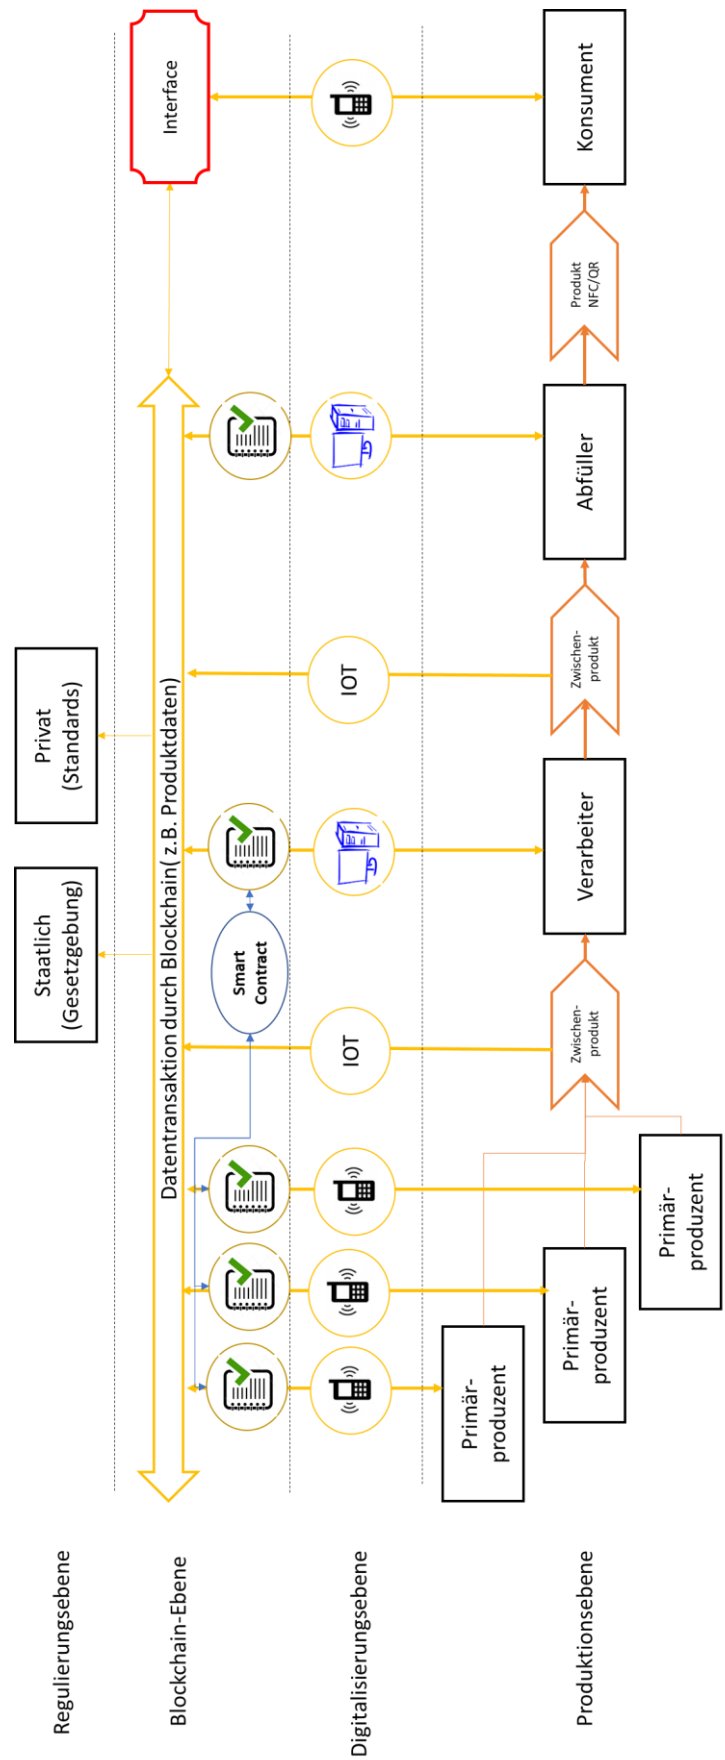 Regulierungsebene
Staatlich
(Gesetzgebung)
Privat
(Standards)
Blockchain-Ebene
Datentransaktion durch Blockchain( z.B. Produktdaten)
Interface
Smart
Contract
Digitalisierungsebene
IOT
IOT
Produktionsebene
Primär-
produzent
Primär-
produzent
Primär-
produzent
Zwischen-
produkt
Verarbeiter
Zwischen-
produkt
Abfüller
Produkt
NFC/QR
Konsument